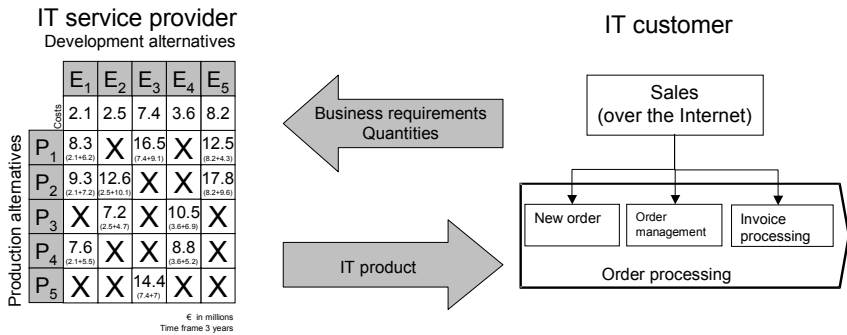 IT service provider
Development alternatives
IT customer
E1 E2 E3 E4 E5
Costs 2.1 2.5 7.4 3.6 8.2
Production alternatives
P1 8.3 X 16.5 X 12.5
(2.1+6.2) (7.4+9.1) (8.2+4.3)
P2 9.3 12.6 X X 17.8
(2.1+7.2) (2.5+10.1) (8.2+9.6)
P3 X 7.2 X 10.5 X
(2.5+4.7) (3.6+6.9)
P4 7.6 X X 8.8 X
(2.1+5.5) (3.6+5.2)
P5 X X 14.4 X X
(7.4+7)
€ in millions
Time frame 3 years
Business requirements
Quantities
IT product
Sales
(over the Internet)
New order
Order
management
Invoice
processing
Order processing